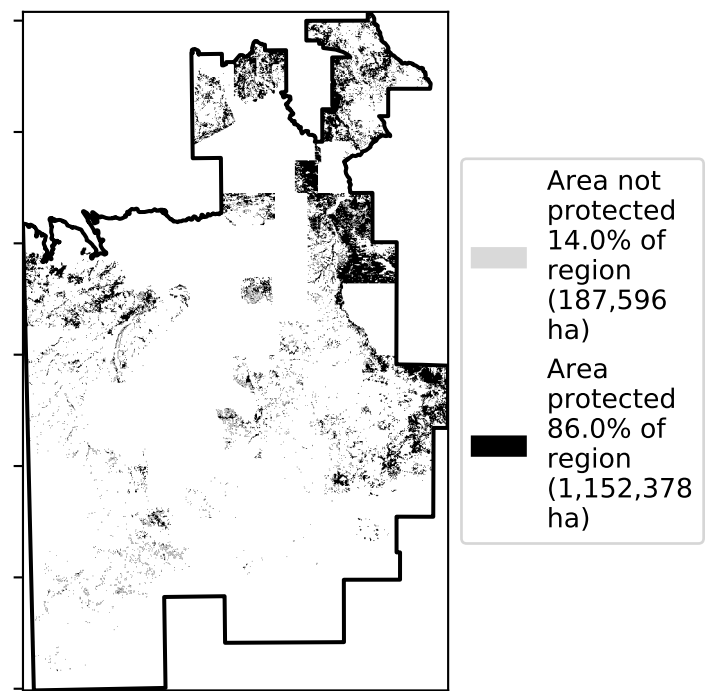 Area not
protected
14.0% of
region
(187,596
ha)
Area
protected
86.0% of
region
(1,152,378
ha)